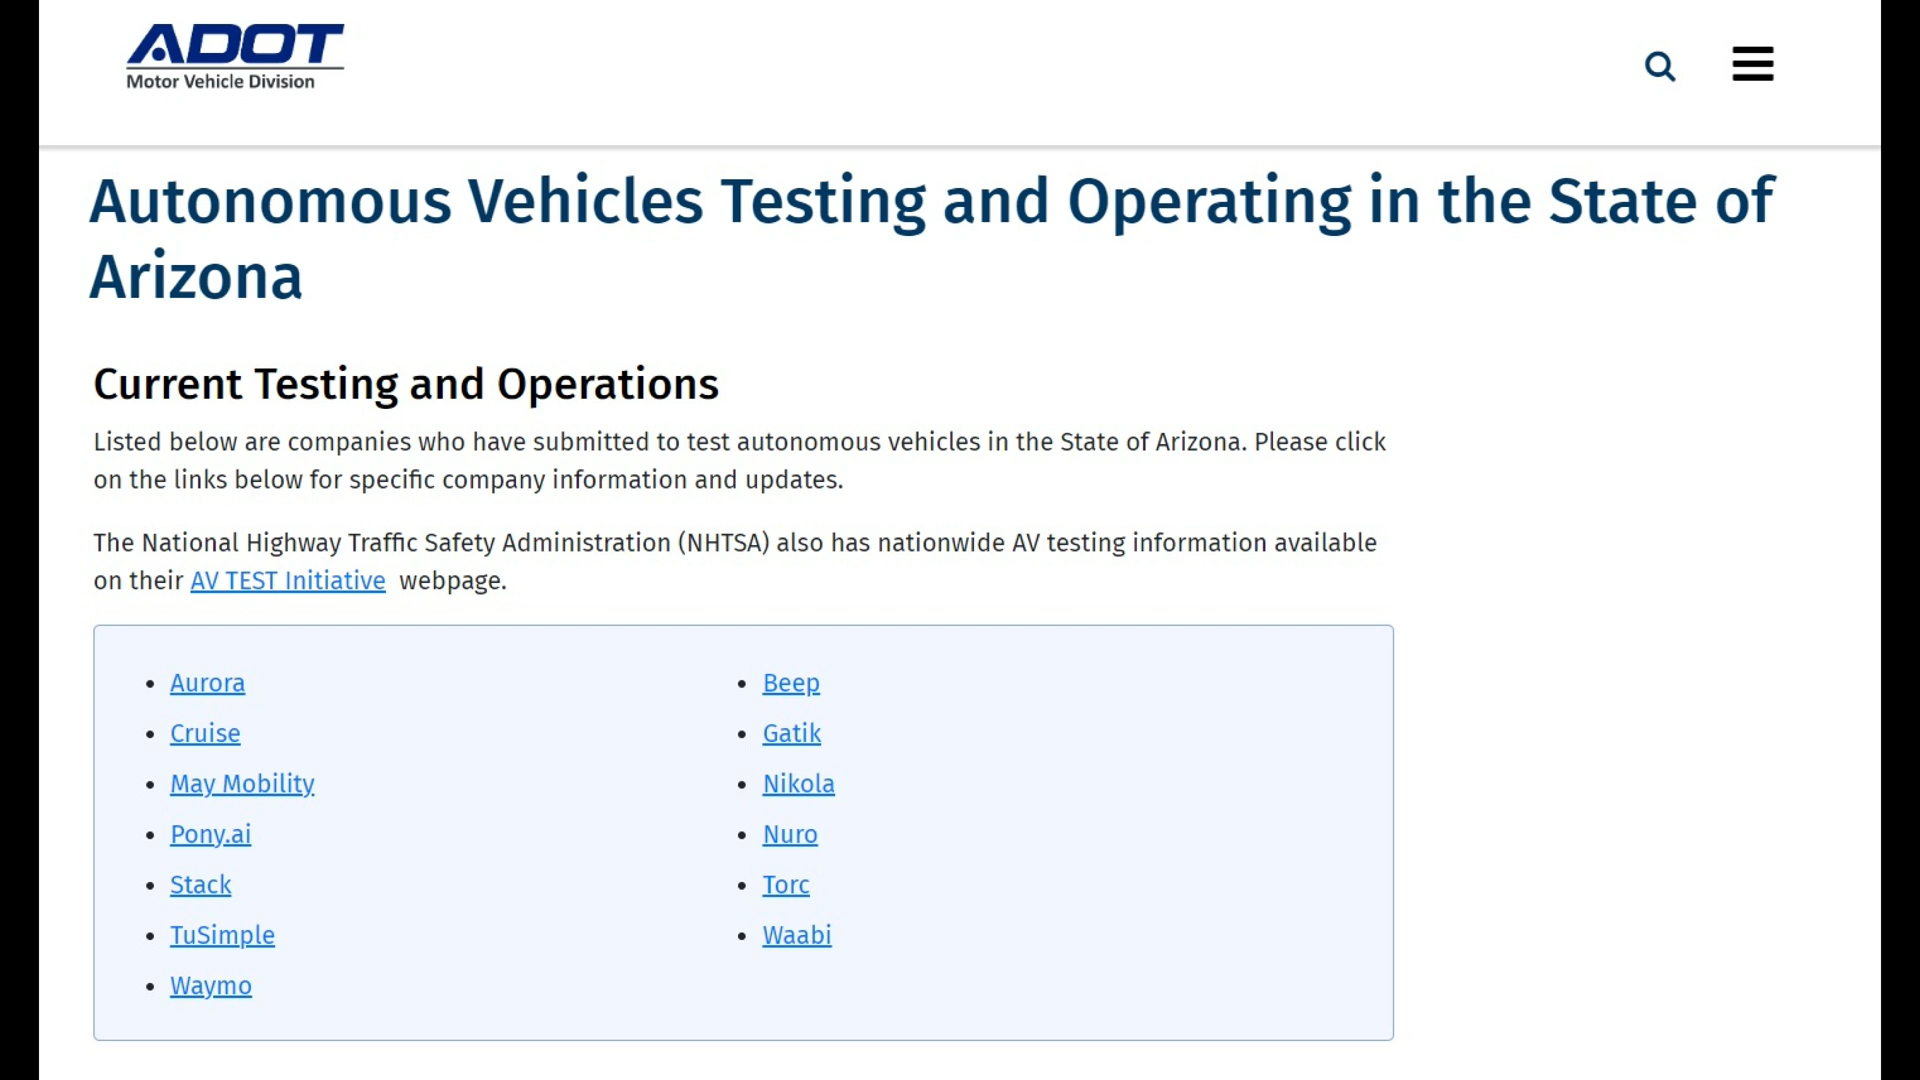 ADOT
Motor Vehicle Division
Autonomous Vehicles Testing and Operating in the State of
Arizona
Current Testing and Operations
Listed below are companies who have submitted to test autonomous vehicles in the State of Arizona. Please click
on the links below for specific company information and updates.
The National Highway Traffic Safety Administration (NHTSA) also has nationwide AV testing information available
on their AV TEST Initiative webpage.
Aurora
Cruise
May Mobility
Pony.ai
Stack
TuSimple
Waymo
Beep
Gatik
Nikola
Nuro
Torc
Waabi